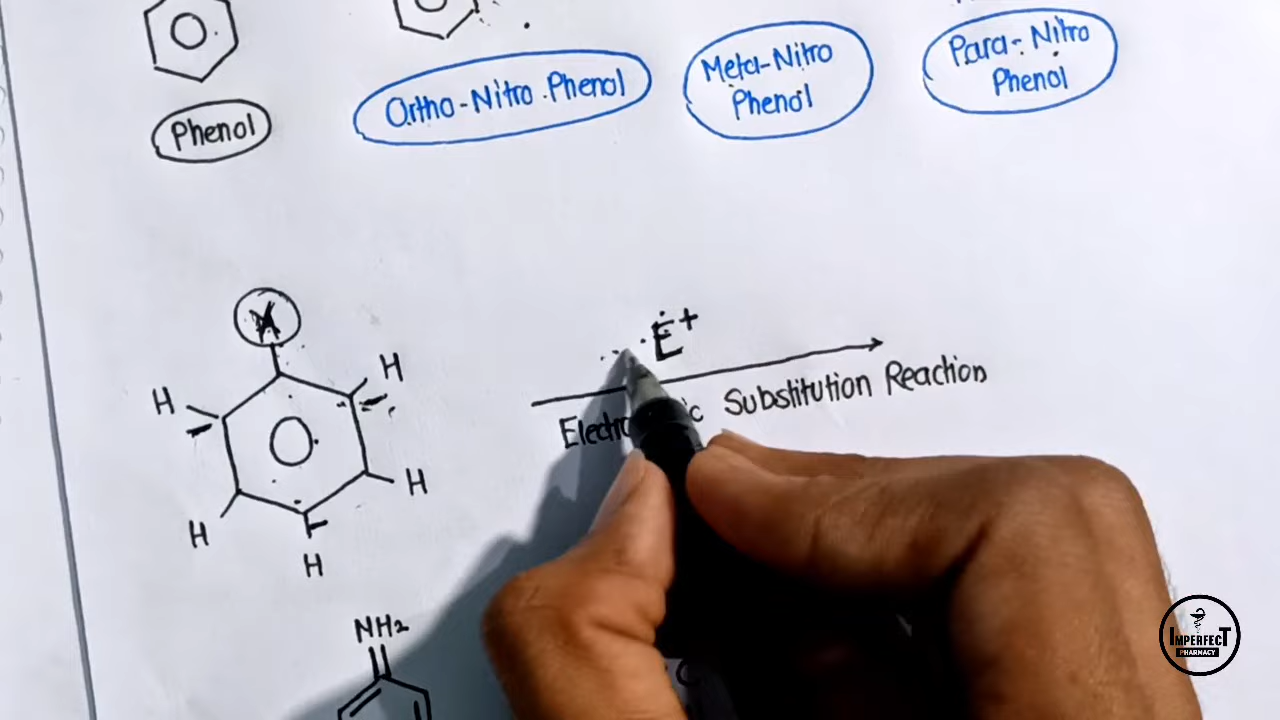 Phenol
Ortho-Nitro Phenol
Meta-Nitro
Phenol
Para-Nitro
Phenol
X
H
H
H
H
H
E+
Substitution Reaction
NH2
IMPERFECT
PHARMACY